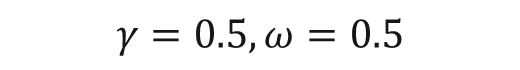 γ = 0.5, ω = 0.5